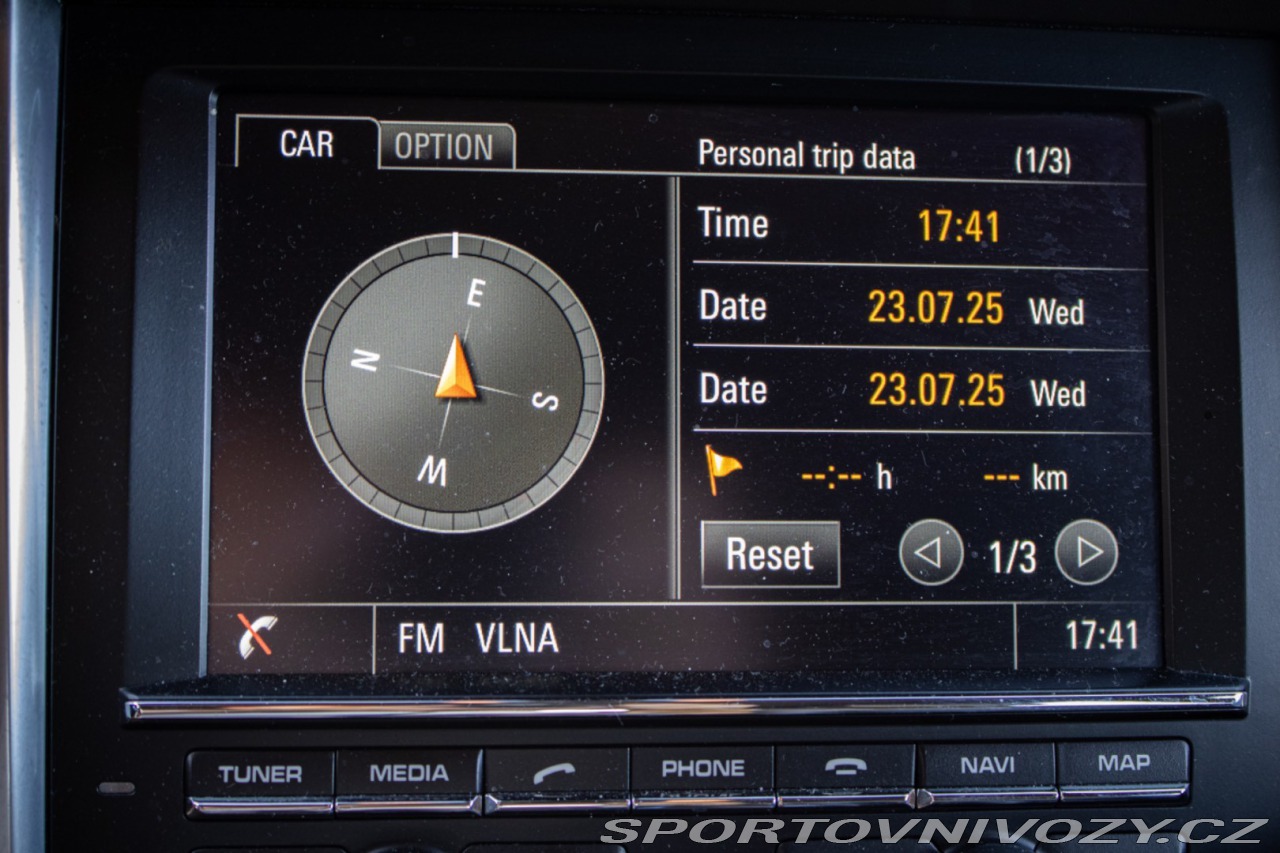 CAR OPTION
Personal trip data (1/3)
E
N
S
W
Time 17:41
Date 23.07.25 Wed
Date 23.07.25 Wed
--:-- h --- km
Reset 1/3
FM VLNA 17:41
TUNER MEDIA PHONE NAVI MAP
SPORTOVNIVOZY.CZ